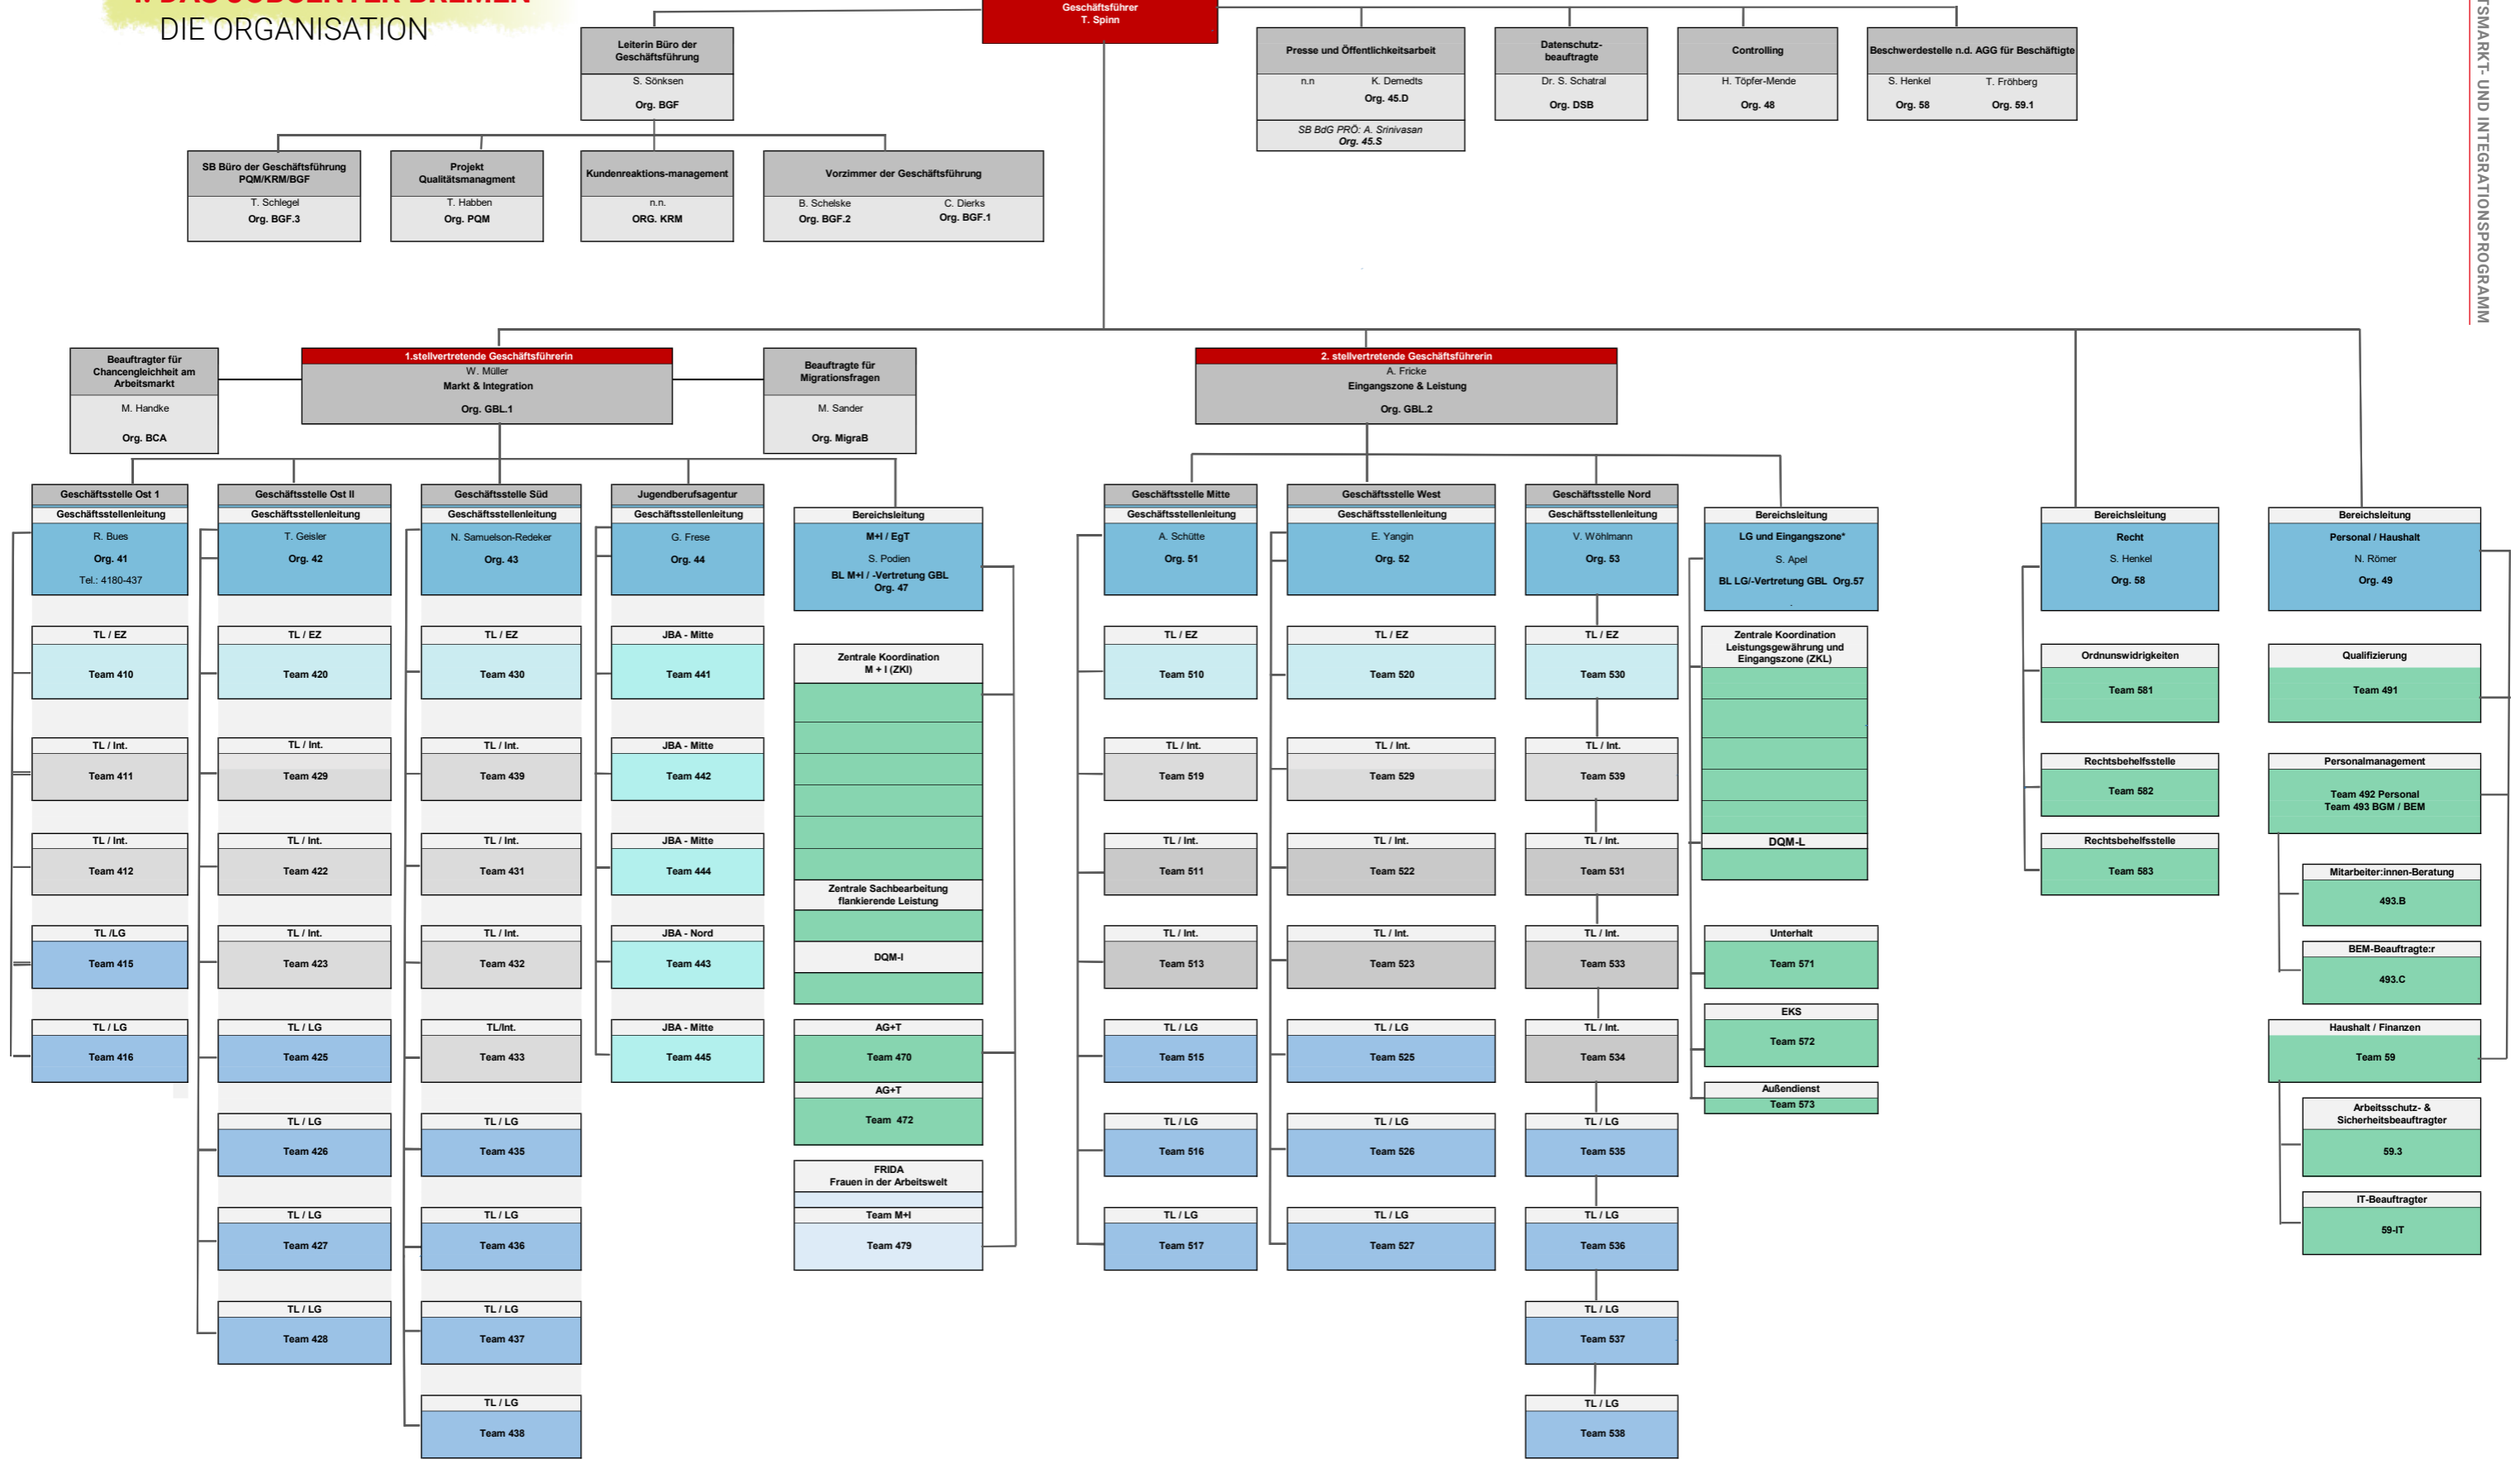 DIE ORGANISATION
Geschäftsführer
T. Spinn
Leiterin Büro der
Geschäftsführung
S. Sönksen
Org. BGF
Presse und Öffentlichkeitsarbeit
n.n K. Demedts
Org. 45.D
SB BdG PRÖ: A. Srinivasan
Org. 45.S
Datenschutz-
beauftragte
Dr. S. Schatral
Org. DSB
Controlling
H. Töpfer-Mende
Org. 48
Beschwerdestelle n.d. AGG für Beschäftigte
S. Henkel T. Fröhberg
Org. 58 Org. 59.1
UND INTEGRATIONSPROGRAMM
SB Büro der Geschäftsführung
PQM/KRM/BGF
T. Schlegel
Org. BGF.3
Projekt
Qualitätsmanagment
T. Habben
Org. PQM
Kundenreaktions-management
n.n.
ORG. KRM
Vorzimmer der Geschäftsführung
B. Schelske C. Dierks
Org. BGF.2 Org. BGF.1
Beauftragter für
Chancengleichheit am
Arbeitsmarkt
M. Handke
Org. BCA
1.stellvertretende Geschäftsführerin
W. Müller
Markt & Integration
Org. GBL.1
Beauftragte für
Migrationsfragen
M. Sander
Org. MigraB
2. stellvertretende Geschäftsführerin
A. Fricke
Eingangszone & Leistung
Org. GBL.2
Geschäftsstelle Ost 1
Geschäftsstellenleitung
R. Bues
Org. 41
Tel.: 4180-437
TL / EZ
Team 410
TL / Int.
Team 411
TL / Int.
Team 412
TL /LG
Team 415
TL / LG
Team 416
Geschäftsstelle Ost II
Geschäftsstellenleitung
T. Geisler
Org. 42
TL / EZ
Team 420
TL / Int.
Team 429
TL / Int.
Team 422
TL / Int.
Team 423
TL / LG
Team 425
TL / LG
Team 426
TL / LG
Team 427
TL / LG
Team 428
Geschäftsstelle Süd
Geschäftsstellenleitung
N. Samuelson-Redeker
Org. 43
TL / EZ
Team 430
TL / Int.
Team 439
TL / Int.
Team 431
TL / Int.
Team 432
TL/Int.
Team 433
TL / LG
Team 435
TL / LG
Team 436
TL / LG
Team 437
TL / LG
Team 438
Jugendberufsagentur
Geschäftsstellenleitung
G. Frese
Org. 44
JBA - Mitte
Team 441
JBA - Mitte
Team 442
JBA - Mitte
Team 444
JBA - Nord
Team 443
JBA - Mitte
Team 445
Bereichsleitung
M+I / EgT
S. Podien
BL M+I / -Vertretung GBL
Org. 47
Zentrale Koordination
M + I (ZKI)
Zentrale Sachbearbeitung
flankierende Leistung
DQM-I
AG+T
Team 470
AG+T
Team 472
FRIDA
Frauen in der Arbeitswelt
Team M+I
Team 479
Geschäftsstelle Mitte
Geschäftsstellenleitung
A. Schütte
Org. 51
TL / EZ
Team 510
TL / Int.
Team 519
TL / Int.
Team 511
TL / Int.
Team 513
TL / LG
Team 515
TL / LG
Team 516
TL / LG
Team 517
Geschäftsstelle West
Geschäftsstellenleitung
E. Yangin
Org. 52
TL / EZ
Team 520
TL / Int.
Team 529
TL / Int.
Team 522
TL / Int.
Team 523
TL / LG
Team 525
TL / LG
Team 526
TL / LG
Team 527
Geschäftsstelle Nord
Geschäftsstellenleitung
V. Wöhlmann
Org. 53
TL / EZ
Team 530
TL / Int.
Team 539
TL / Int.
Team 531
TL / Int.
Team 533
TL / Int.
Team 534
TL / LG
Team 535
TL / LG
Team 536
TL / LG
Team 537
TL / LG
Team 538
Bereichsleitung
LG und Eingangszone*
S. Apel
BL LG/-Vertretung GBL Org.57
Zentrale Koordination
Leistungsgewährung und
Eingangszone (ZKL)
DQM-L
Unterhalt
Team 571
EKS
Team 572
Außendienst
Team 573
Bereichsleitung
Recht
S. Henkel
Org. 58
Ordnunswidrigkeiten
Team 581
Rechtsbehelfsstelle
Team 582
Rechtsbehelfsstelle
Team 583
Bereichsleitung
Personal / Haushalt
N. Römer
Org. 49
Qualifizierung
Team 491
Personalmanagement
Team 492 Personal
Team 493 BGM / BEM
Mitarbeiter:innen-Beratung
493.B
BEM-Beauftragte:r
493.C
Haushalt / Finanzen
Team 59
Arbeitsschutz- &
Sicherheitsbeauftragter
59.3
IT-Beauftragter
59-IT